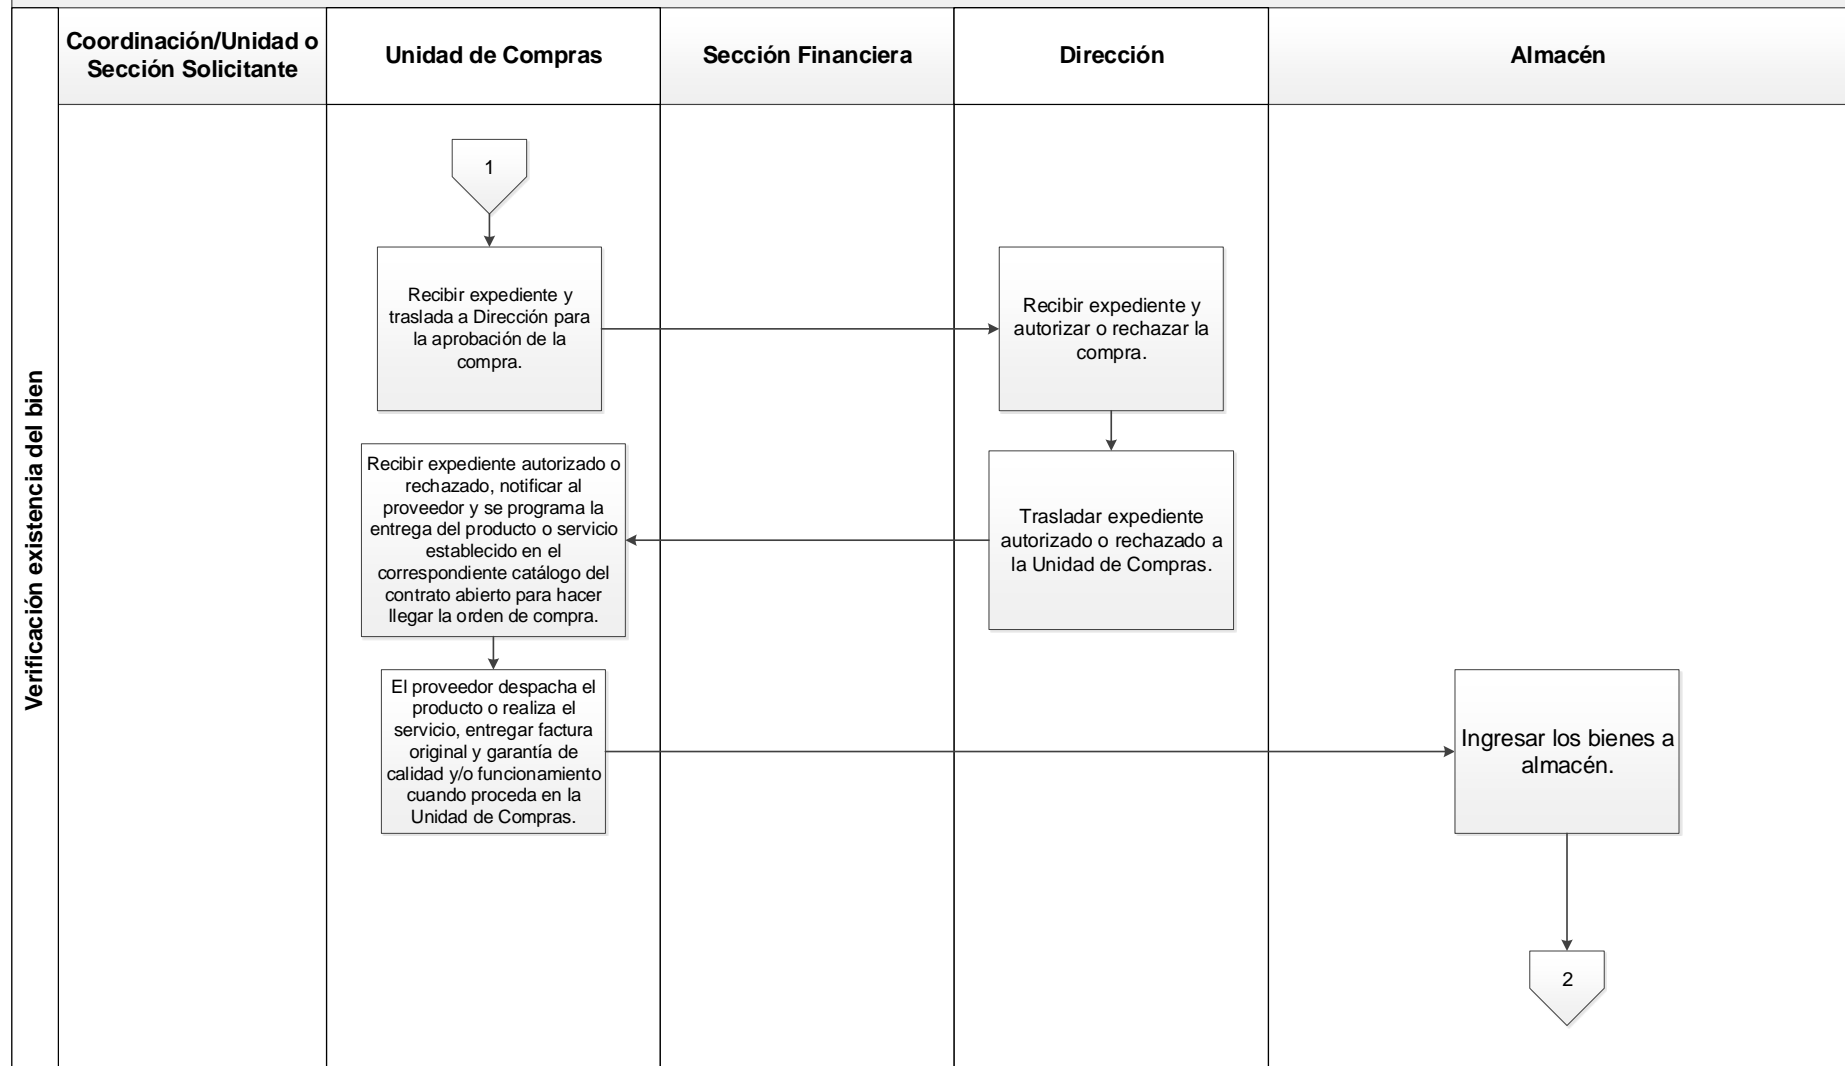 Coordinación/Unidad o
Sección Solicitante
Unidad de Compras
Sección Financiera
Dirección
Almacén
Verificación existencia del bien
1
Recibir expediente y
traslada a Dirección para
la aprobación de la
compra.
Recibir expediente y
autorizar o rechazar la
compra.
Trasladar expediente
autorizado o rechazado a
la Unidad de Compras.
Recibir expediente autorizado o
rechazado, notificar al
proveedor y se programa la
entrega del producto o servicio
establecido en el
correspondiente catálogo del
contrato abierto para hacer
llegar la orden de compra.
El proveedor despacha el
producto o realiza el
servicio, entregar factura
original y garantía de
calidad y/o funcionamiento
cuando proceda en la
Unidad de Compras.
Ingresar los bienes a
almacén.
2